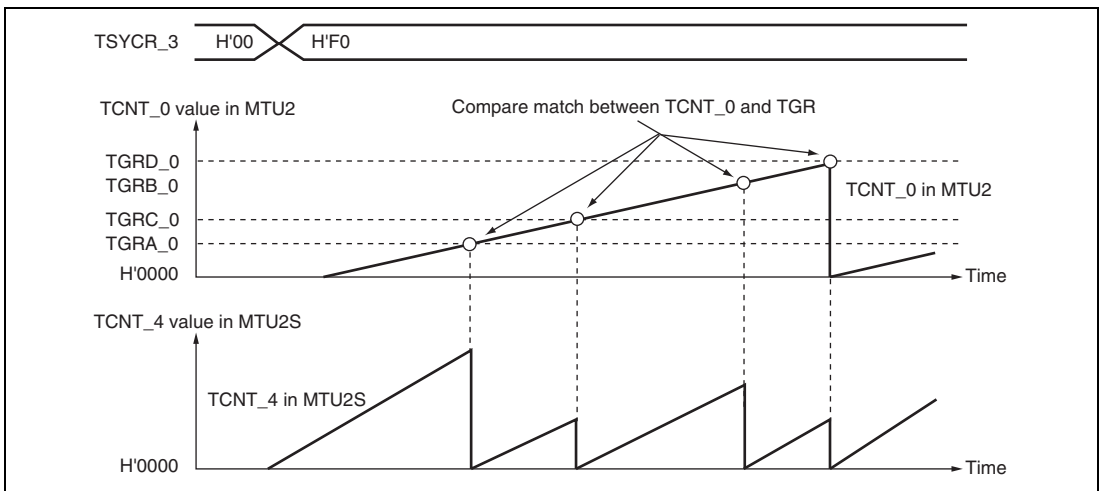 TSYCR_3 H'00 H'F0
TCNT_0 value in MTU2
Compare match between TCNT_0 and TGR
TGRD_0
TGRB_0
TCNT_0 in MTU2
TGRC_0
TGRA_0
H'0000
Time
TCNT_4 value in MTU2S
TCNT_4 in MTU2S
H'0000
Time